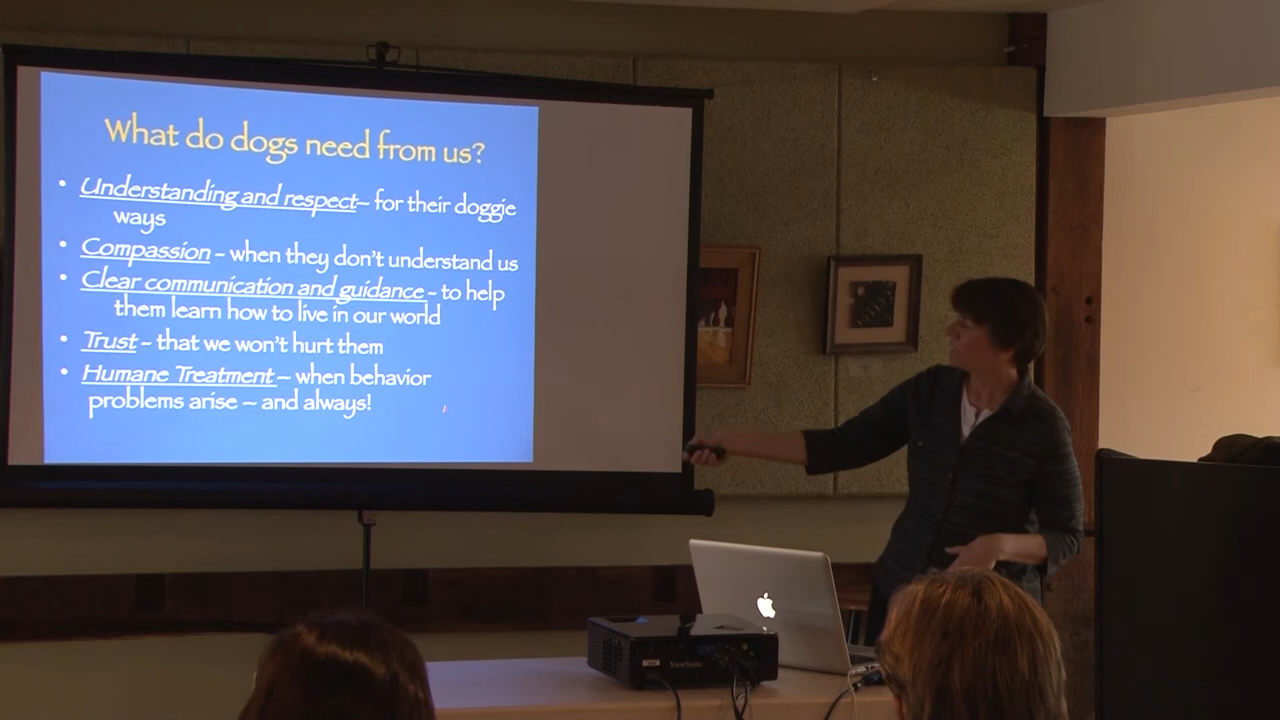 What do dogs need from us?
• Understanding and respect– for their doggie
ways
• Compassion - when they don't understand us
• Clear communication and guidance - to help
them learn how to live in our world
• Trust - that we won't hurt them
• Humane Treatment – when behavior
problems arise – and always!
ViewSonic